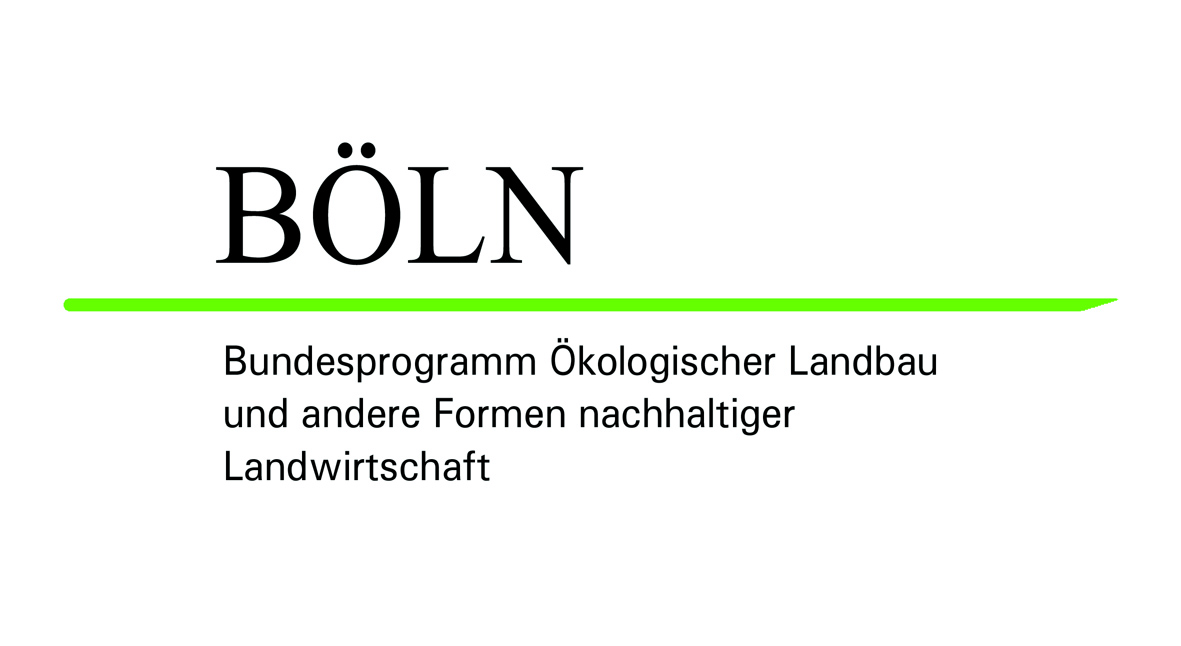 BÖLN
Bundesprogramm Ökologischer Landbau
und andere Formen nachhaltiger
Landwirtschaft